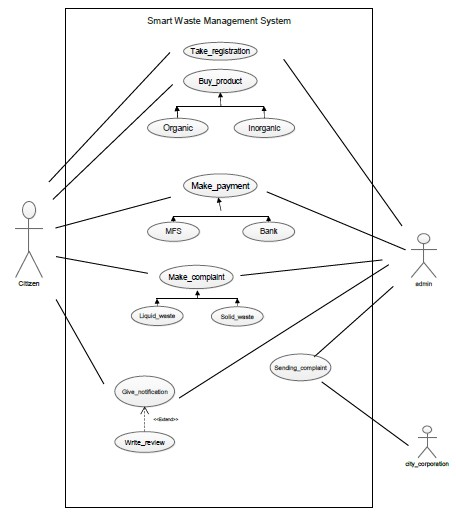 Smart Waste Management System
Take_registration
Buy_product
Organic
Inorganic
Make_payment
MFS
Bank
Citizen
admin
Make_complaint
Liquid_waste
Solid_waste
Sending_complaint
Give_notification
<<Extend>>
Write_review
city_corporation